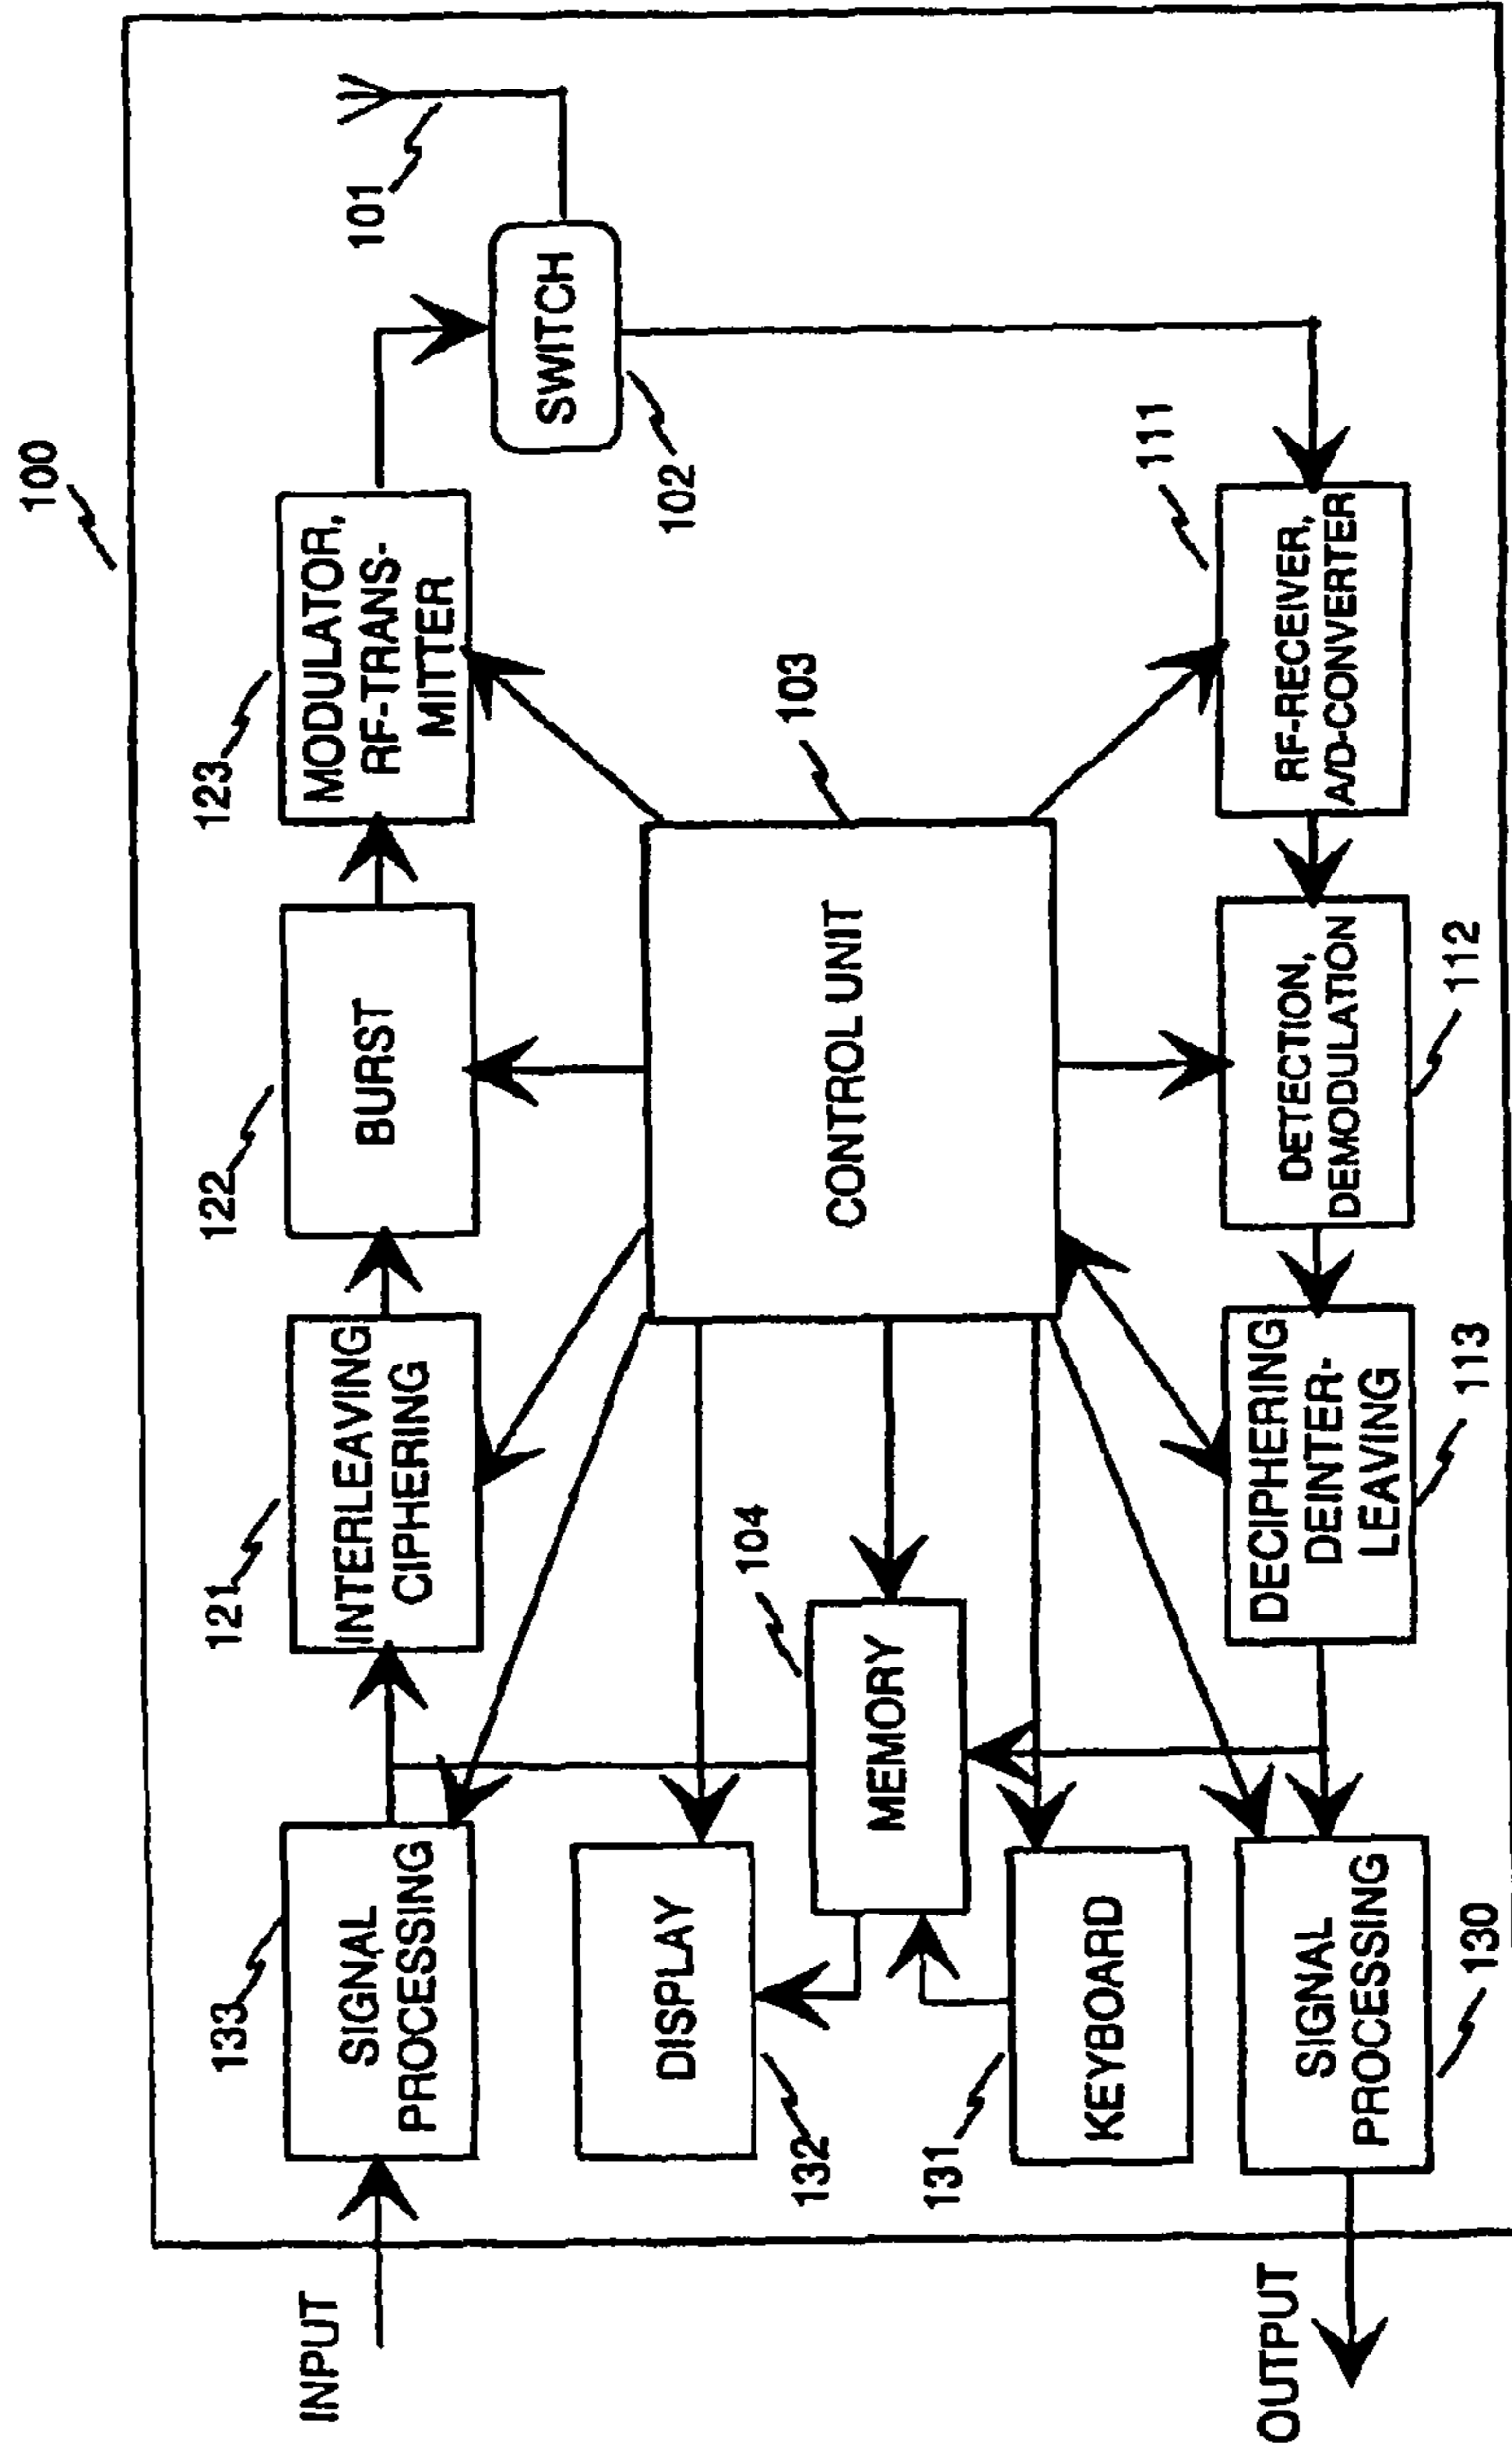 100
133
121
122
123
101
INPUT
SIGNAL
PROCESSING
INTERLEAVING
CIPHERING
BURST
MODULATOR,
RF-TRANS-
MITTER
SWITCH
102
DISPLAY
132
104
MEMORY
CONTROL UNIT
103
131
KEYBOARD
111
OUTPUT
SIGNAL
PROCESSING
DECIPHERING
DEINTER-
LEAVING
DETECTION,
DEMODULATION
RF-RECEIVER,
A/D-CONVERTER
130
113
112